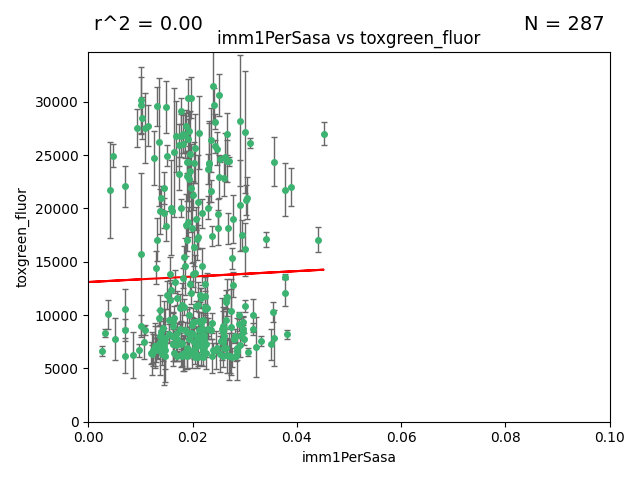 r^2 = 0.00
N = 287
imm1PerSasa vs toxgreen_fluor
30000
25000
20000
15000
10000
5000
0
toxgreen_fluor
0.00
0.02
0.04
0.06
0.08
0.10
imm1PerSasa